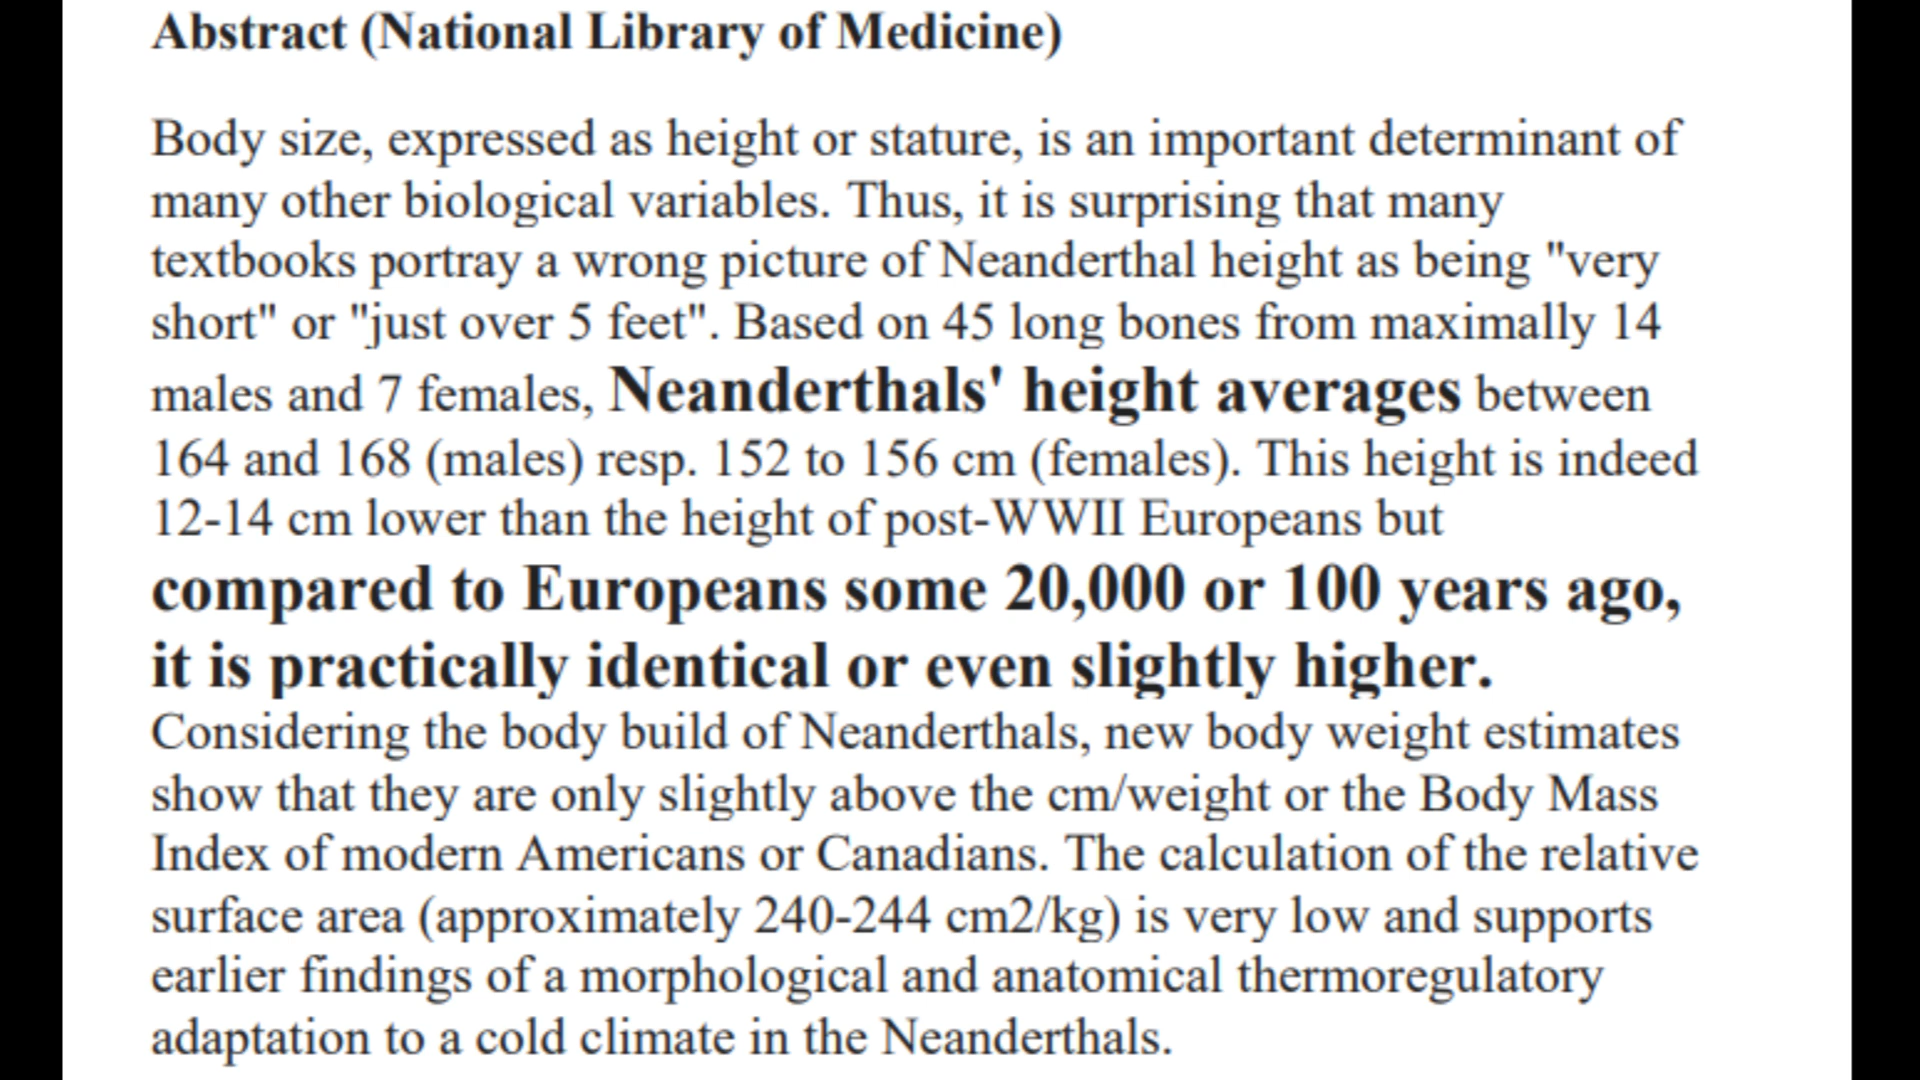 Abstract (National Library of Medicine)
Body size, expressed as height or stature, is an important determinant of
many other biological variables. Thus, it is surprising that many
textbooks portray a wrong picture of Neanderthal height as being "very
short" or "just over 5 feet". Based on 45 long bones from maximally 14
males and 7 females, Neanderthals' height averages between
164 and 168 (males) resp. 152 to 156 cm (females). This height is indeed
12-14 cm lower than the height of post-WWII Europeans but
compared to Europeans some 20,000 or 100 years ago,
it is practically identical or even slightly higher.
Considering the body build of Neanderthals, new body weight estimates
show that they are only slightly above the cm/weight or the Body Mass
Index of modern Americans or Canadians. The calculation of the relative
surface area (approximately 240-244 cm2/kg) is very low and supports
earlier findings of a morphological and anatomical thermoregulatory
adaptation to a cold climate in the Neanderthals.